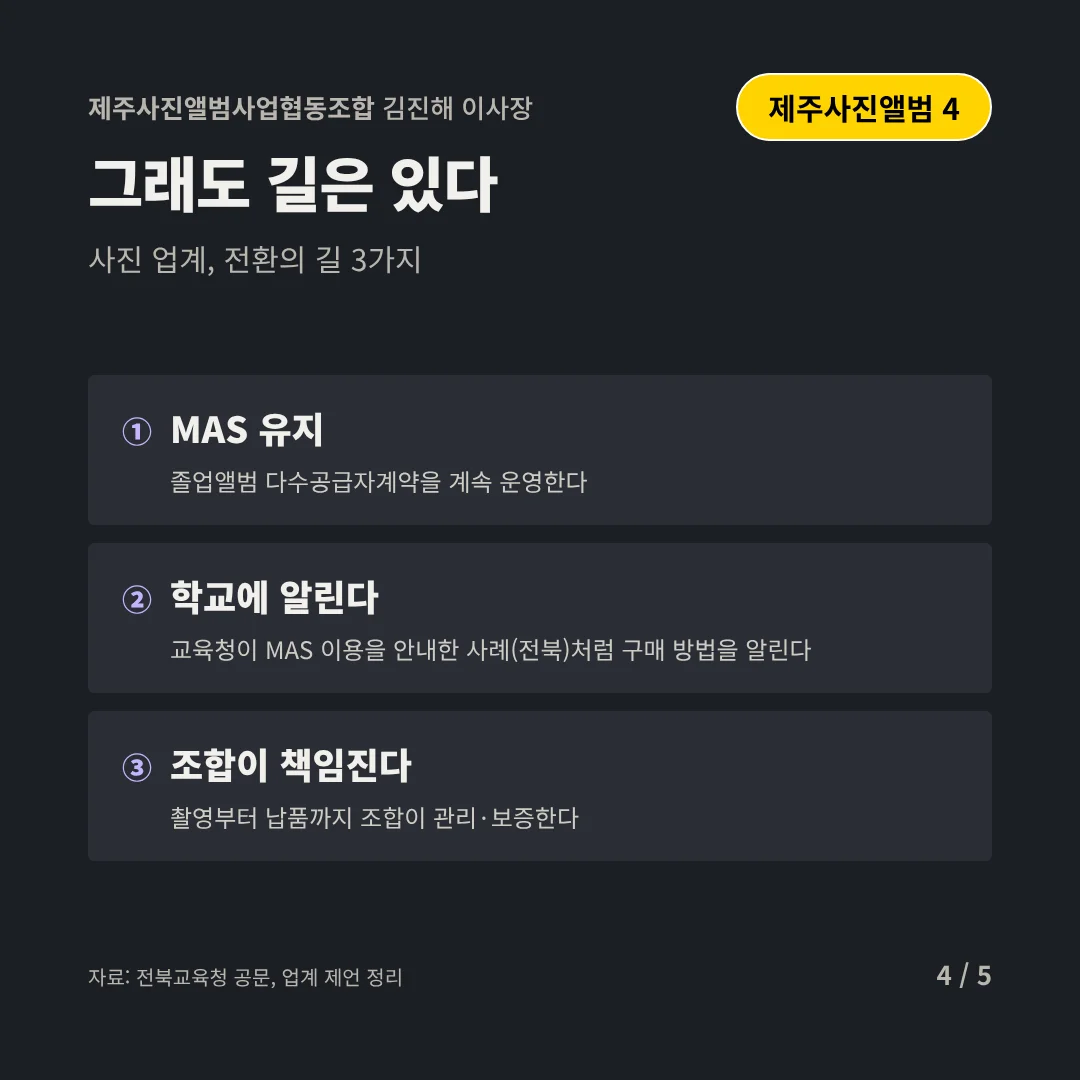 제주사진앨범사업협동조합 김진해 이사장
제주사진앨범 4
그래도 길은 있다
사진 업계, 전환의 길 3가지
① MAS 유지
졸업앨범 다수공급자계약을 계속 운영한다
② 학교에 알린다
교육청이 MAS 이용을 안내한 사례(전북)처럼 구매 방법을 알린다
③ 조합이 책임진다
촬영부터 납품까지 조합이 관리·보증한다
자료: 전북교육청 공문, 업계 제언 정리
4 / 5